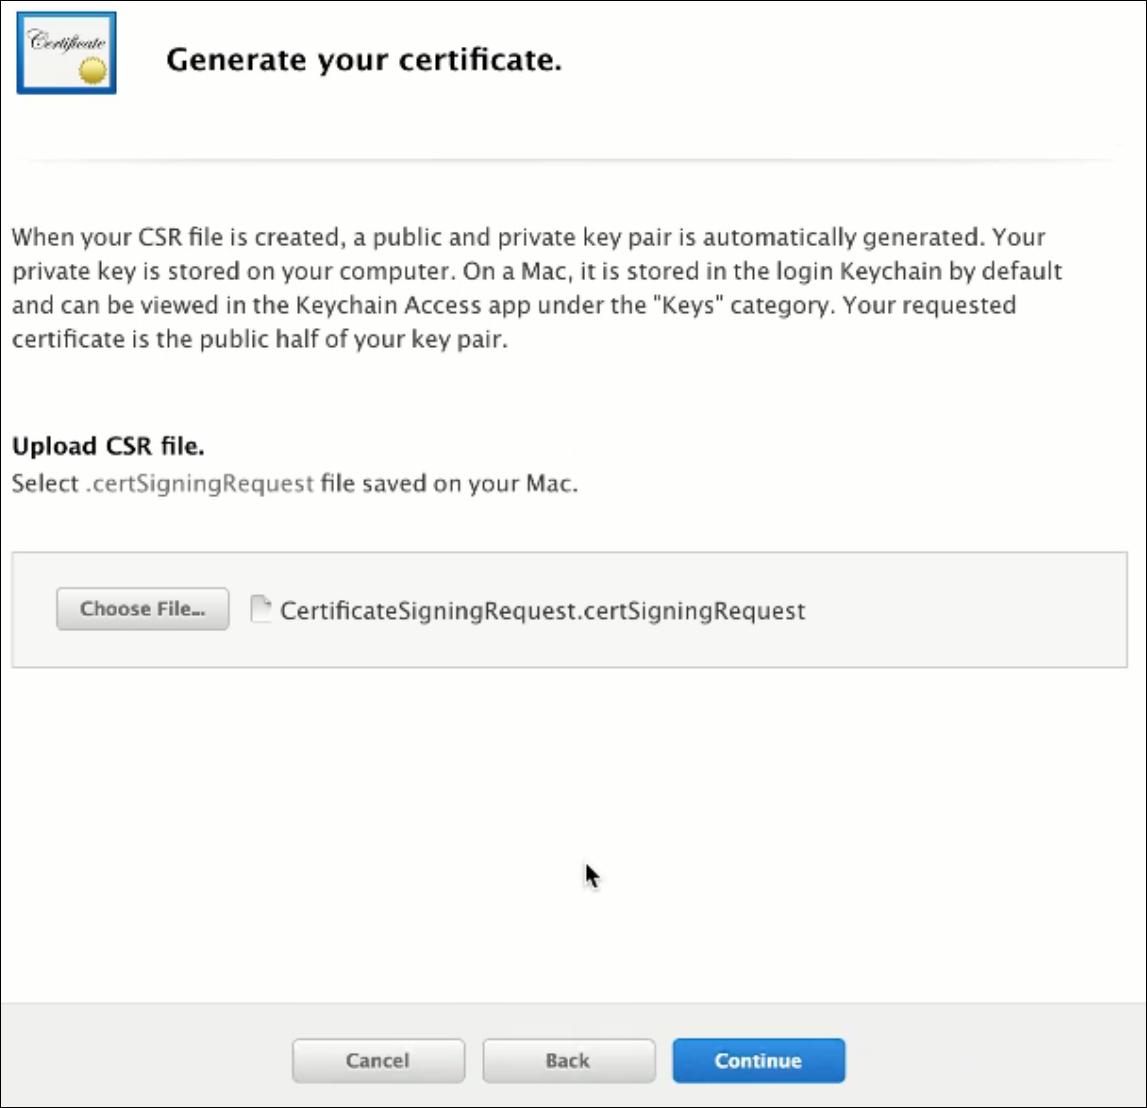 Certificate
Generate your certificate.
When your CSR file is created, a public and private key pair is automatically generated. Your
private key is stored on your computer. On a Mac, it is stored in the login Keychain by default
and can be viewed in the Keychain Access app under the "Keys" category. Your requested
certificate is the public half of your key pair.
Upload CSR file.
Select .certSigningRequest file saved on your Mac.
Choose File... CertificateSigningRequest.certSigningRequest
Cancel Back Continue